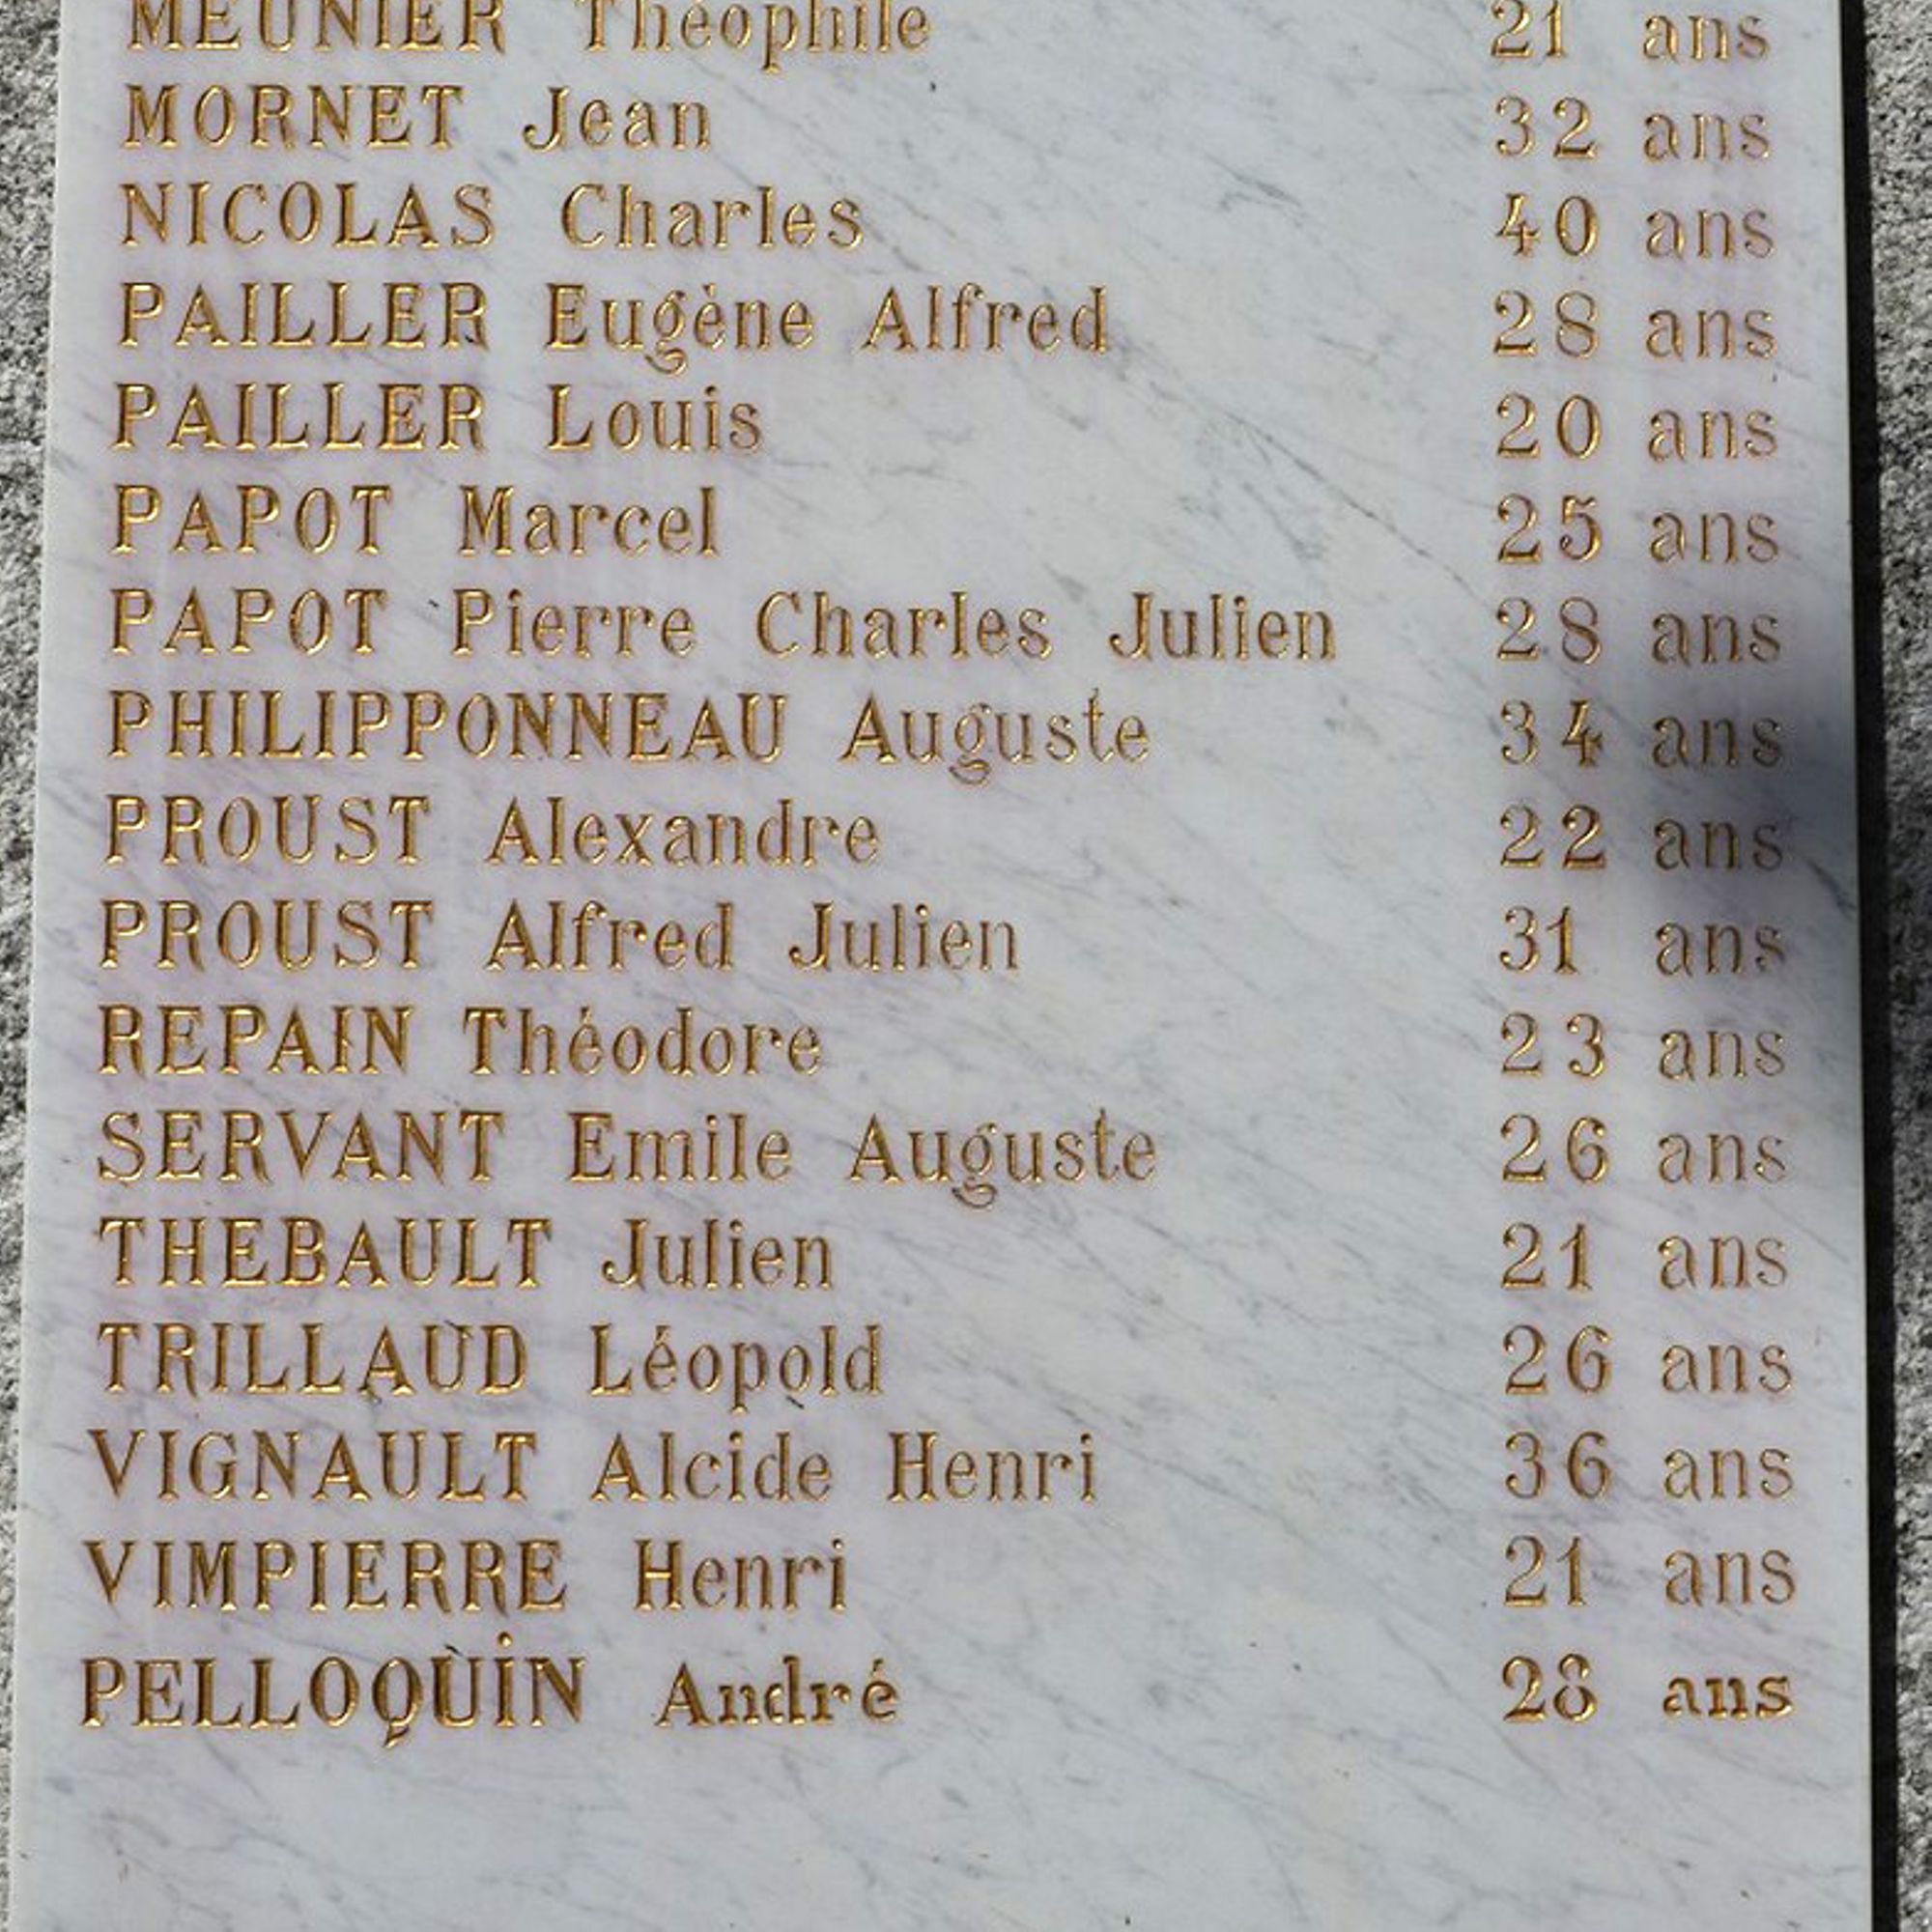 MEUNIER Théophile 21 ans
MORNET Jean 32 ans
NICOLAS Charles 40 ans
PAILLER Eugène Alfred 28 ans
PAILLER Louis 20 ans
PAPOT Marcel 25 ans
PAPOT Pierre Charles Julien 28 ans
PHILIPPONNEAU Auguste 34 ans
PROUST Alexandre 22 ans
PROUST Alfred Julien 31 ans
REPAIN Théodore 23 ans
SERVANT Emile Auguste 26 ans
THEBAULT Julien 21 ans
TRILLAUD Léopold 26 ans
VIGNAULT Alcide Henri 36 ans
VIMPIERRE Henri 21 ans
PELLOQUIN André 28 ans